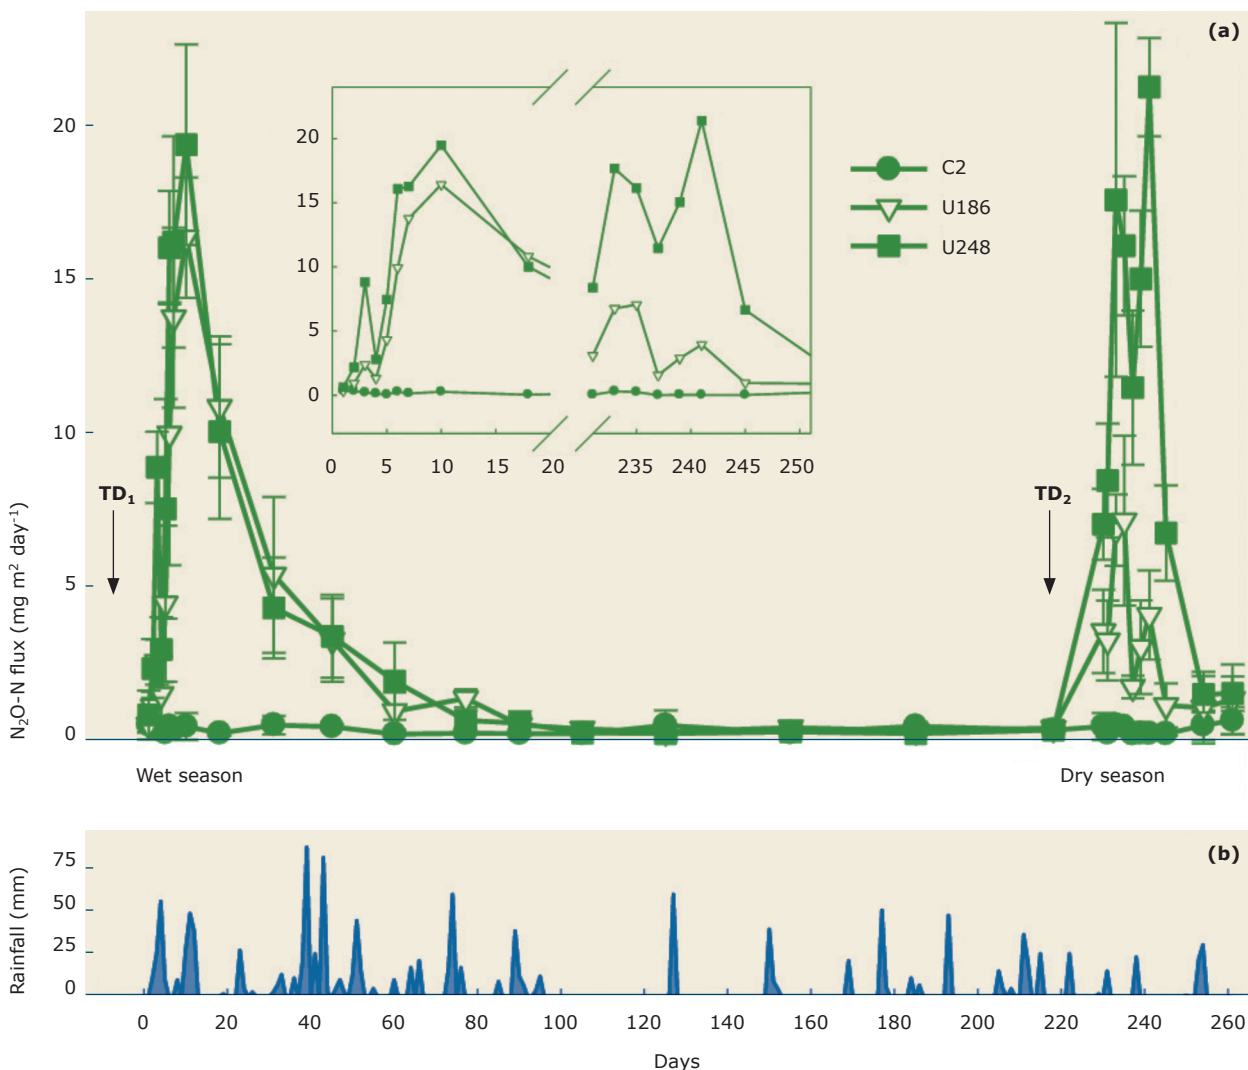 (a)
20
15
10
5
0
N₂O-N flux (mg m² day⁻¹)
TD₁
TD₂
20
15
10
5
0
0 5 10 15 20 235 240 245 250
C2
U186
U248
Wet season
Dry season
(b)
75
50
25
0
Rainfall (mm)
0 20 40 60 80 100 120 140 160 180 200 220 240 260
Days